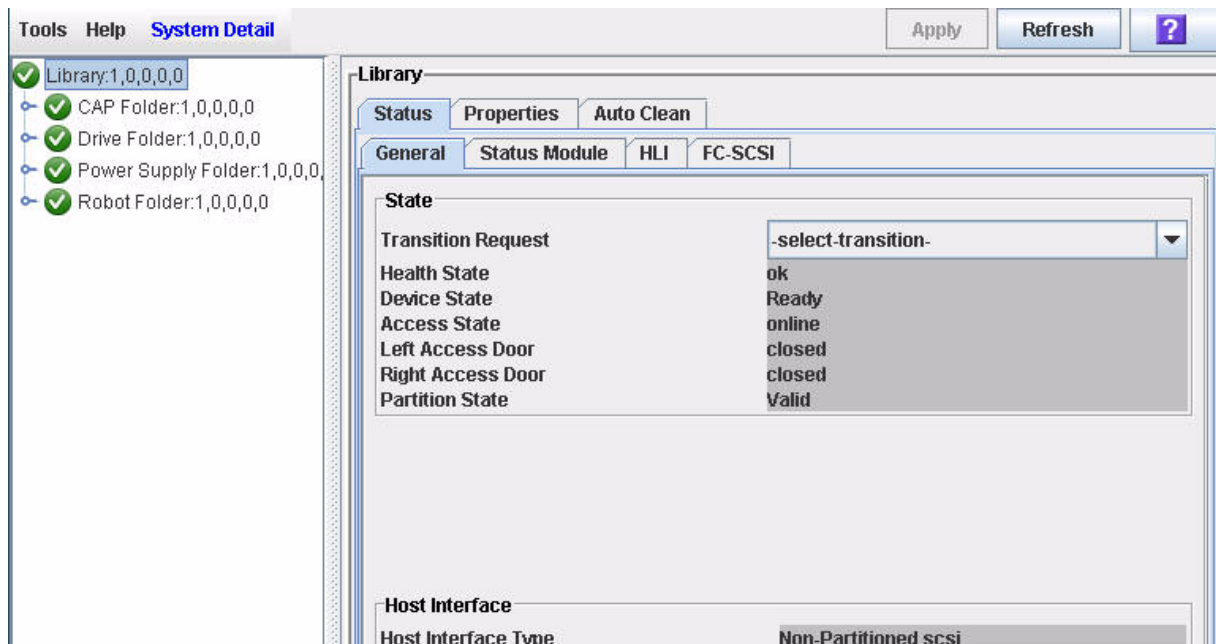 Tools Help System Detail Apply Refresh ?
Library:1,0,0,0,0
CAP Folder:1,0,0,0,0
Drive Folder:1,0,0,0,0
Power Supply Folder:1,0,0,0,
Robot Folder:1,0,0,0,0
Library
Status Properties Auto Clean
General Status Module HLI FC-SCSI
State
Transition Request -select-transition-
Health State ok
Device State Ready
Access State online
Left Access Door closed
Right Access Door closed
Partition State Valid
Host Interface
Host Interface Type Non-Partitioned scsi